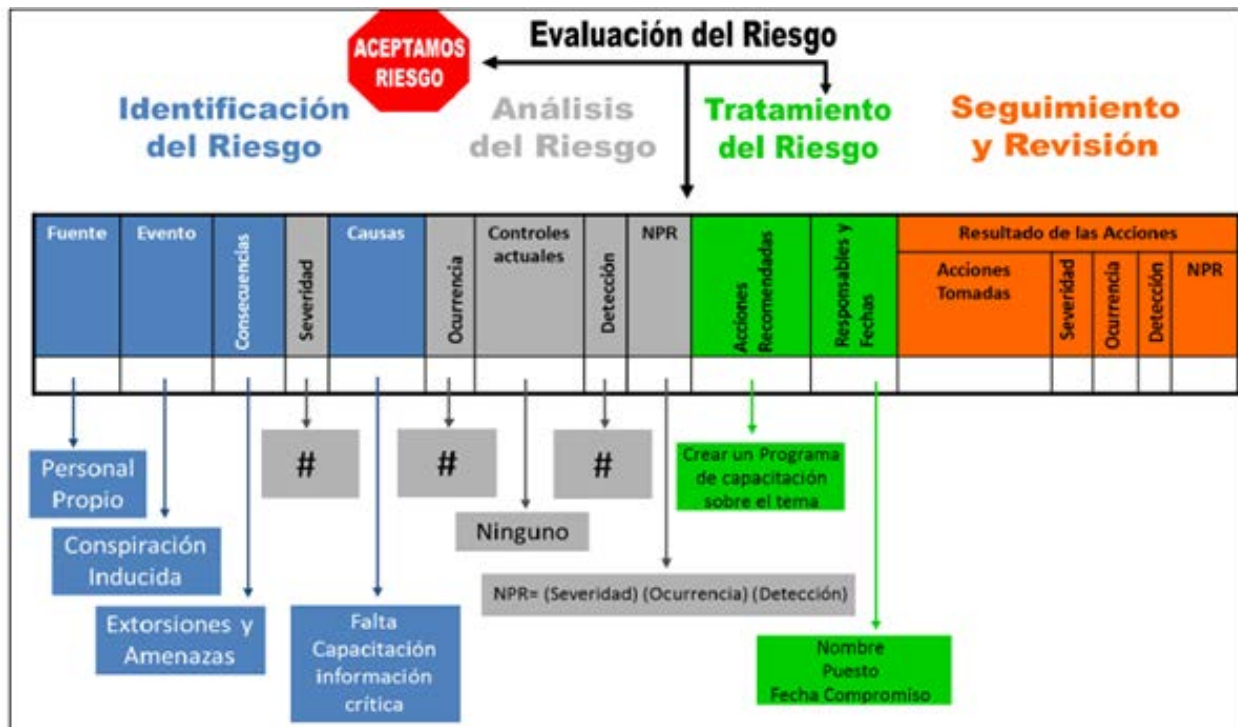 Evaluación del Riesgo
ACEPTAMOS
RIESGO
Identificación
del Riesgo
Análisis
del Riesgo
Tratamiento
del Riesgo
Seguimiento
y Revisión
Fuente
Evento
Consecuencias
Severidad
Causas
Ocurrencia
Controles
actuales
Detección
NPR
Acciones
Recomendadas
Responsables y
Fechas
Resultado de las Acciones
Acciones
Tomadas
Severidad
Ocurrencia
Detección
NPR
Personal
Propio
Conspiración
Inducida
Extorsiones y
Amenazas
#
Falta
Capacitación
información
crítica
#
Ninguno
#
NPR= (Severidad) (Ocurrencia) (Detección)
Crear un Programa
de capacitación
sobre el tema
Nombre
Puesto
Fecha Compromiso